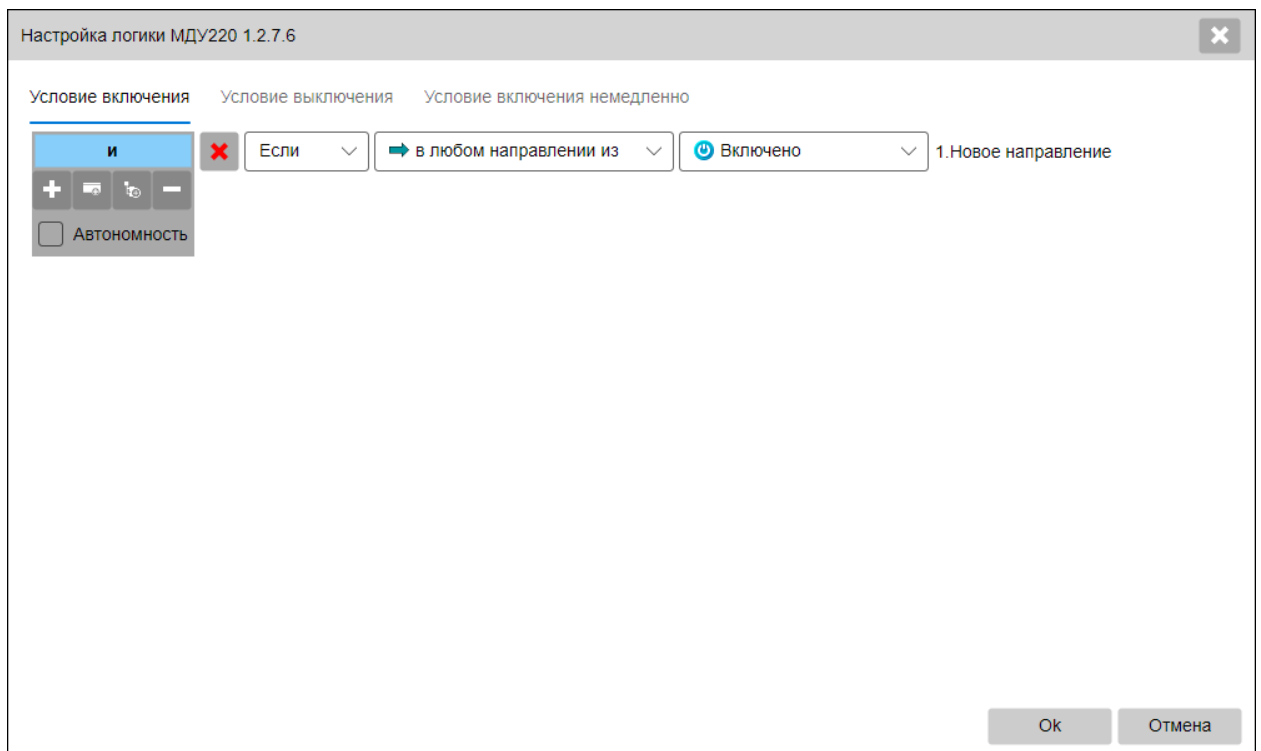 Настройка логики МДУ220 1.2.7.6
Условие включения Условие выключения Условие включения немедленно
и Если в любом направлении из Включено 1.Новое направление
Автономность
Ok Отмена